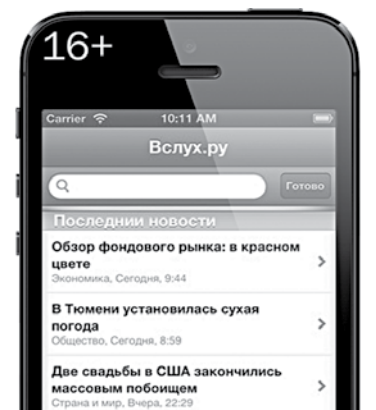 16+
Carrier 10:11 AM
Вслух.ру
Готово
Последнии новости
Обзор фондового рынка: в красном
цвете
Экономика, Сегодня, 9:44
В Тюмени установилась сухая
погода
Общество, Сегодня, 8:59
Две свадьбы в США закончились
массовым побоищем
Страна и мир, Вчера, 22:29